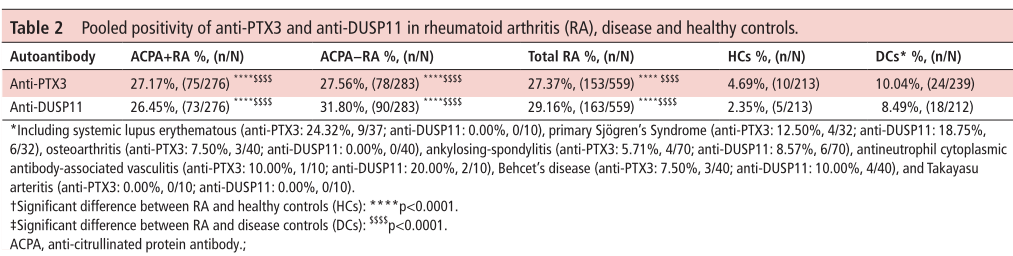 Table 2 Pooled positivity of anti-PTX3 and anti-DUSP11 in rheumatoid arthritis (RA), disease and healthy controls.
Autoantibody ACPA+RA %, (n/N) ACPA−RA %, (n/N) Total RA %, (n/N) HCs %, (n/N) DCs* %, (n/N)
Anti-PTX3 27.17%, (75/276) ****$$$$ 27.56%, (78/283) ****$$$$ 27.37%, (153/559) **** $$$$ 4.69%, (10/213) 10.04%, (24/239)
Anti-DUSP11 26.45%, (73/276) ****$$$$ 31.80%, (90/283) ****$$$$ 29.16%, (163/559) ****$$$$ 2.35%, (5/213) 8.49%, (18/212)
*Including systemic lupus erythematous (anti-PTX3: 24.32%, 9/37; anti-DUSP11: 0.00%, 0/10), primary Sjögren’s Syndrome (anti-PTX3: 12.50%, 4/32; anti-DUSP11: 18.75%,
6/32), osteoarthritis (anti-PTX3: 7.50%, 3/40; anti-DUSP11: 0.00%, 0/40), ankylosing-spondylitis (anti-PTX3: 5.71%, 4/70; anti-DUSP11: 8.57%, 6/70), antineutrophil cytoplasmic
antibody-associated vasculitis (anti-PTX3: 10.00%, 1/10; anti-DUSP11: 20.00%, 2/10), Behcet’s disease (anti-PTX3: 7.50%, 3/40; anti-DUSP11: 10.00%, 4/40), and Takayasu
arteritis (anti-PTX3: 0.00%, 0/10; anti-DUSP11: 0.00%, 0/10).
†Significant difference between RA and healthy controls (HCs): ****p<0.0001.
‡Significant difference between RA and disease controls (DCs): $$$$p<0.0001.
ACPA, anti-citrullinated protein antibody.;